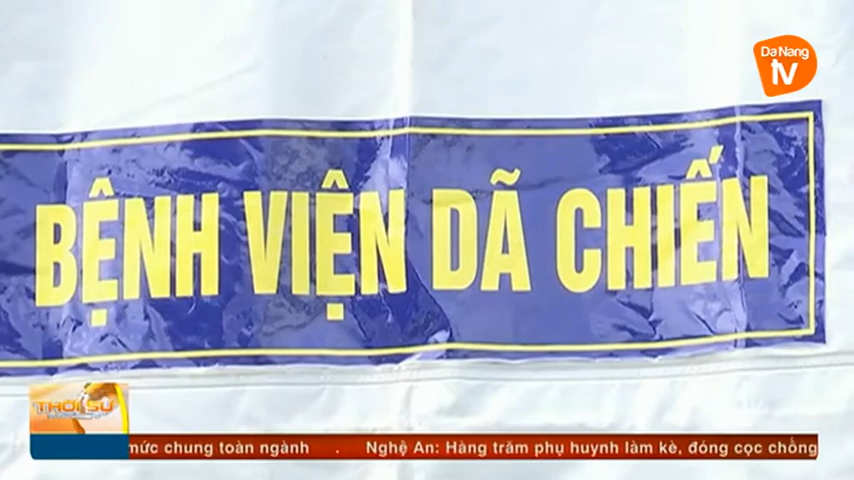 Da Nang
tv
BỆNH VIỆN DÃ CHIẾN
THỜI SỰ
mức chung toàn ngành . Nghệ An: Hàng trăm phụ huynh làm kè, đóng cọc chống